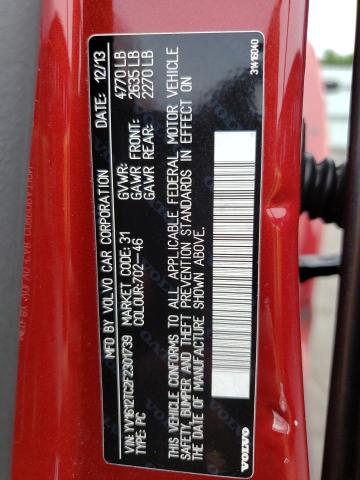 MFD BY VOLVO CAR CORPORATION DATE: 12/13
MARKET CODE: 31 GVWR: 4770 LB
COLOUR:702-46 GAWR FRONT: 2635 LB
GAWR REAR: 2270 LB
VIN: YV1612TC2F2301739
TYPE: PC
THIS VEHICLE CONFORMS TO ALL APPLICABLE FEDERAL MOTOR VEHICLE
SAFETY, BUMPER AND THEFT PREVENTION STANDARDS IN EFFECT ON
THE DATE OF MANUFACTURE SHOWN ABOVE.
VOLVO
31416040